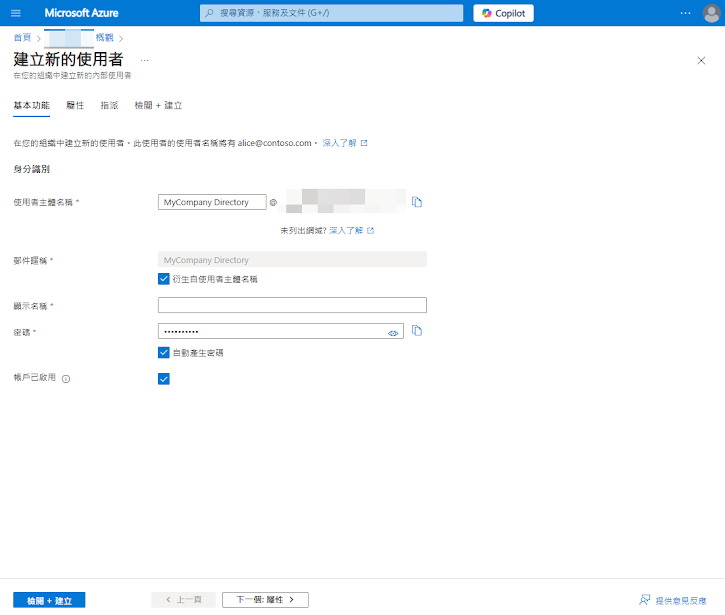 Microsoft Azure
搜尋資源、服務及文件 (G+/)
Copilot
首頁 > 概觀 >
建立新的使用者 ...
在您的組織中建立新的內部使用者
基本功能 屬性 指派 檢閱 + 建立
在您的組織中建立新的使用者。此使用者的使用者名稱將有 alice@contoso.com。 深入了解
身分識別
使用者主體名稱 * MyCompany Directory @
未列出網域? 深入了解
郵件暱稱 * MyCompany Directory
衍生自使用者主體名稱
顯示名稱 *
密碼 * ••••••••••
自動產生密碼
帳戶已啟用
檢閱 + 建立 < 上一頁 下一個: 屬性 > 提供意見反應